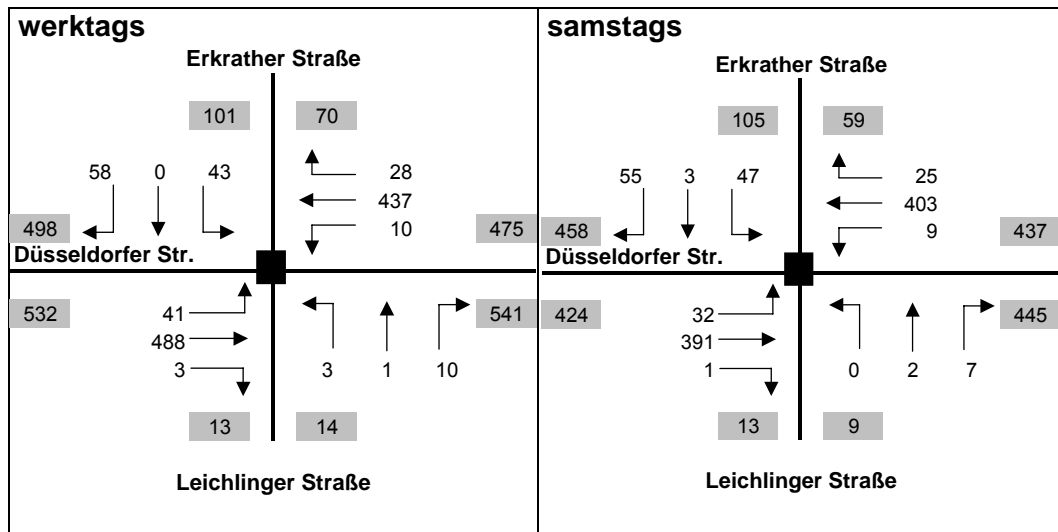 werktags
Erkrather Straße
101 70
58 0 43 28
437
10
498 475
Düsseldorfer Str.
532 541
41
488
3 3 1 10
13 14
Leichlinger Straße
samstags
Erkrather Straße
105 59
55 3 47 25
403
9
458 437
Düsseldorfer Str.
424 445
32
391
1 0 2 7
13 9
Leichlinger Straße